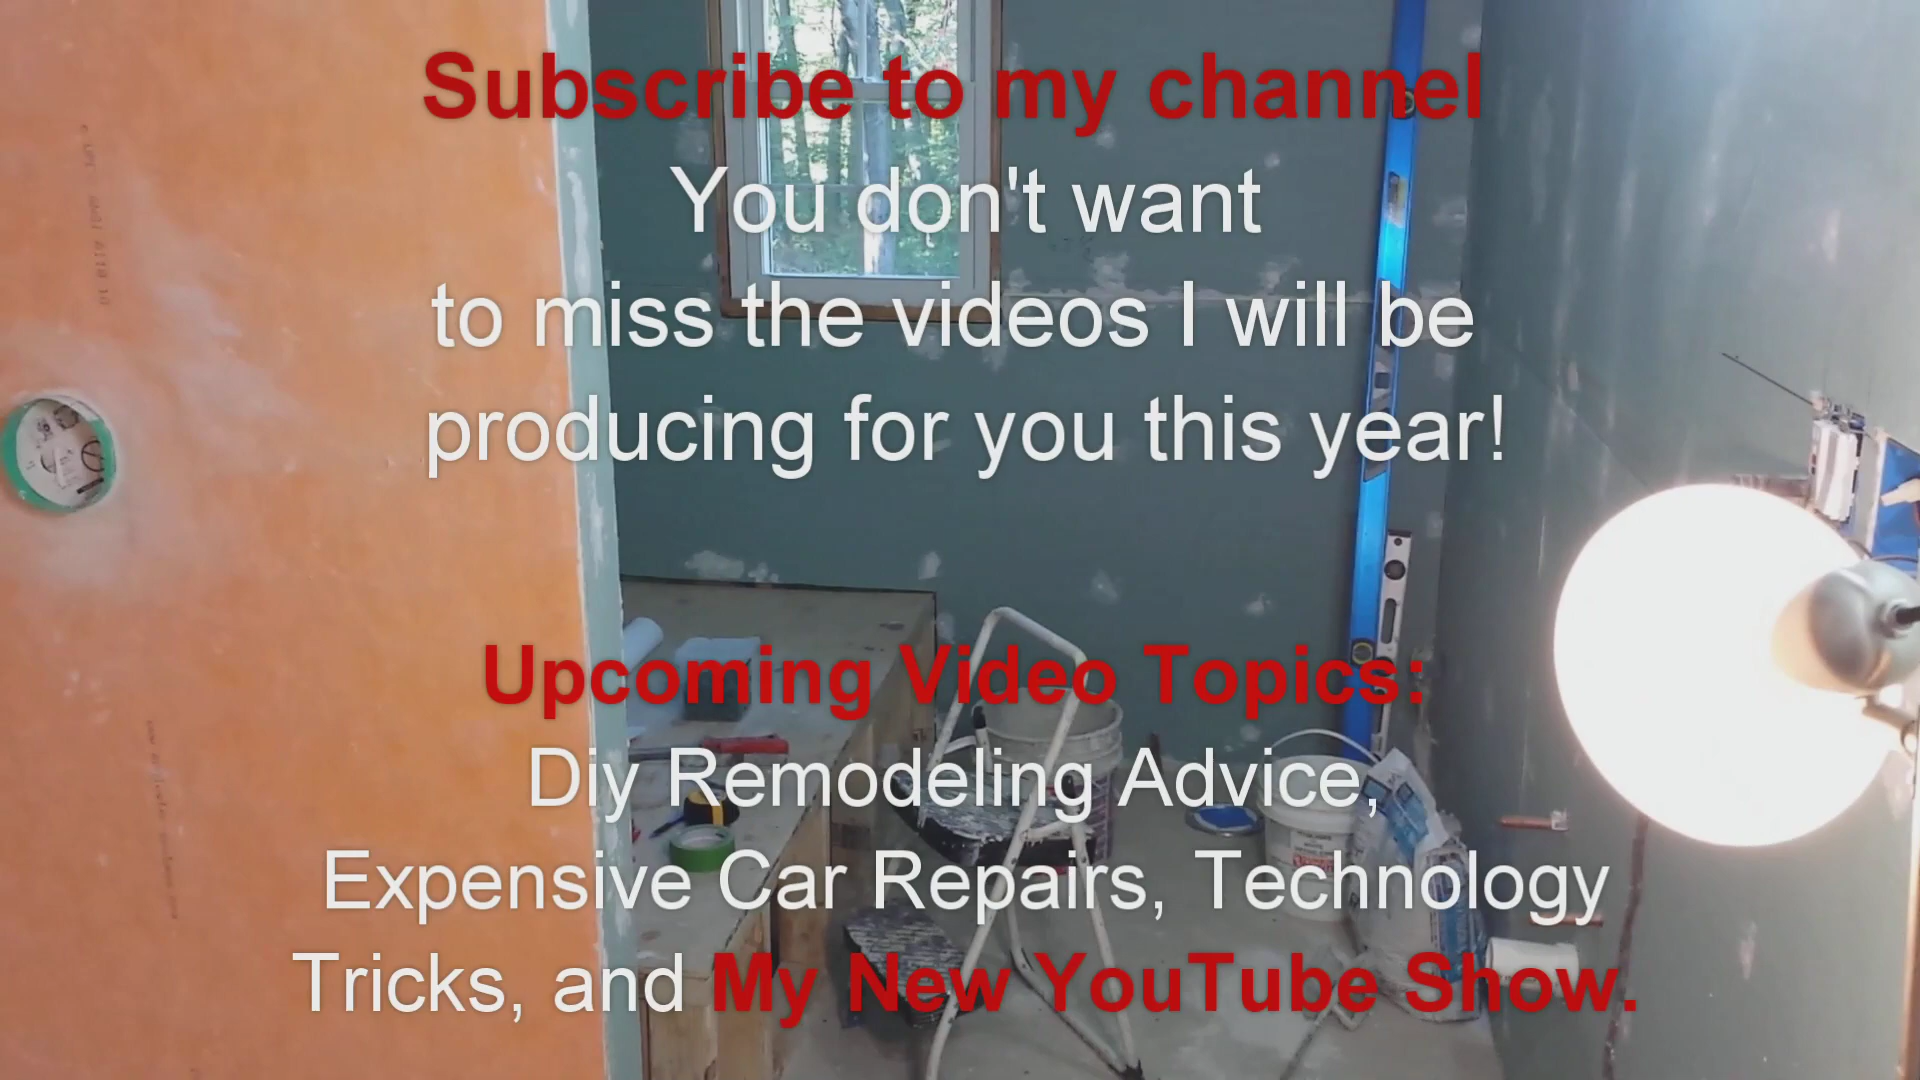 Subscribe to my channel
You don't want
to miss the videos I will be
producing for you this year!
Upcoming Video Topics:
Diy Remodeling Advice,
Expensive Car Repairs, Technology
Tricks, and My New YouTube Show.